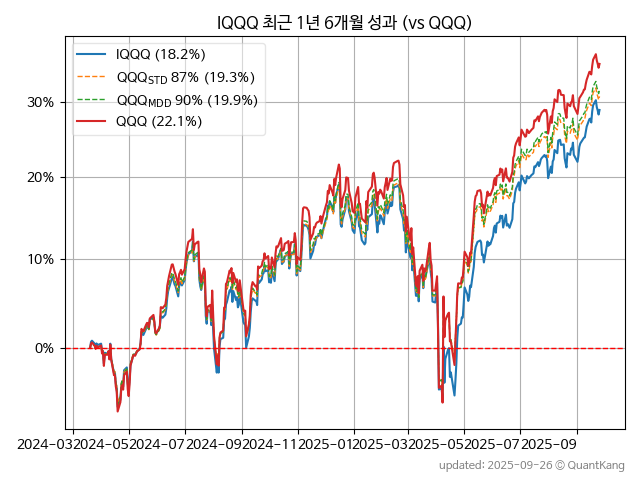 IQQQ 최근 1년 6개월 성과 (vs QQQ)
IQQQ (18.2%)
QQQSTD 87% (19.3%)
QQQMDD 90% (19.9%)
QQQ (22.1%)
30%
20%
10%
0%
2024-03 2024-05 2024-07 2024-09 2024-11 2025-01 2025-03 2025-05 2025-07 2025-09
updated: 2025-09-26 © QuantKang